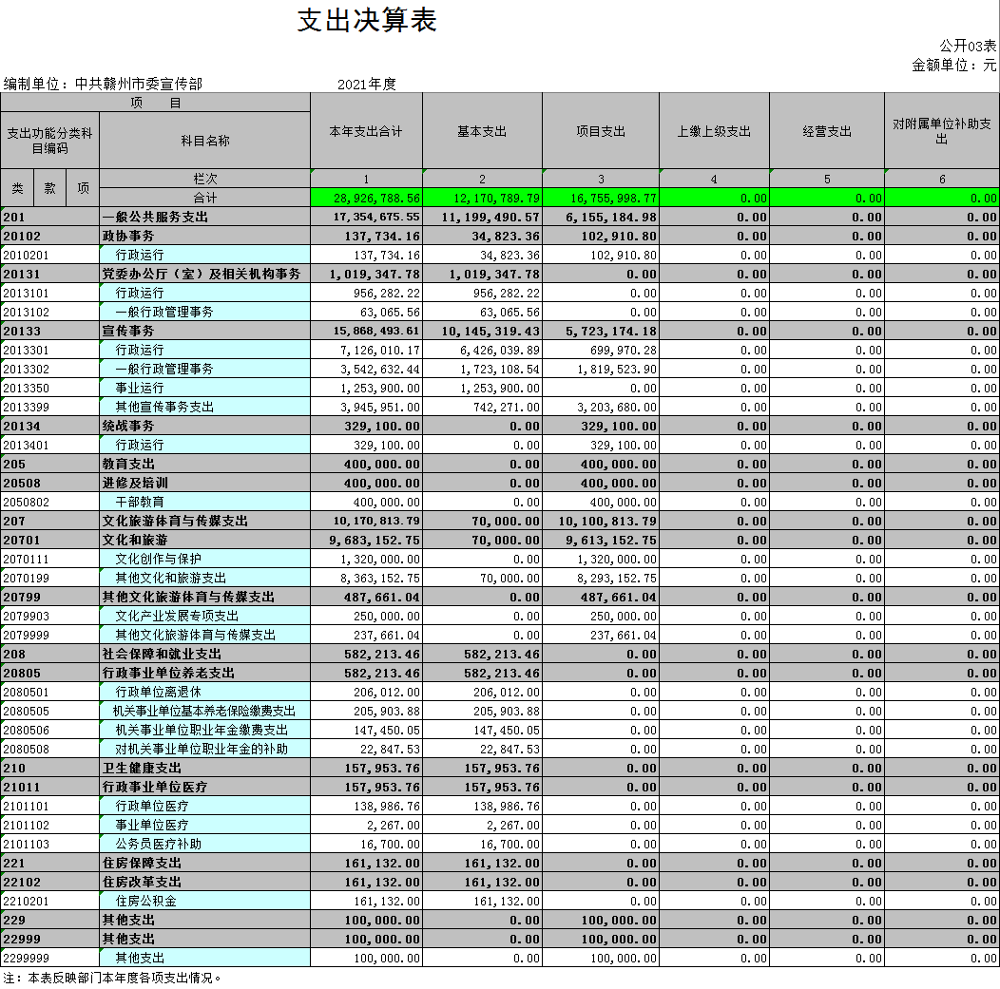 支出决算表
公开03表
金额单位：元
编制单位：中共赣州市委宣传部 2021年度
项 目 本年支出合计 基本支出 项目支出 上缴上级支出 经营支出 对附属单位补助支出
支出功能分类科目编码 科目名称
类 款 项 栏次 1 2 3 4 5 6
合计 28,926,788.56 12,170,789.79 16,755,998.77 0.00 0.00 0.00
201 一般公共服务支出 17,354,675.55 11,199,490.57 6,155,184.98 0.00 0.00 0.00
20102 政协事务 137,734.16 34,823.36 102,910.80 0.00 0.00 0.00
2010201 行政运行 137,734.16 34,823.36 102,910.80 0.00 0.00 0.00
20131 党委办公厅（室）及相关机构事务 1,019,347.78 1,019,347.78 0.00 0.00 0.00 0.00
2013101 行政运行 956,282.22 956,282.22 0.00 0.00 0.00 0.00
2013102 一般行政管理事务 63,065.56 63,065.56 0.00 0.00 0.00 0.00
20133 宣传事务 15,868,493.61 10,145,319.43 5,723,174.18 0.00 0.00 0.00
2013301 行政运行 7,126,010.17 6,426,039.89 699,970.28 0.00 0.00 0.00
2013302 一般行政管理事务 3,542,632.44 1,723,108.54 1,819,523.90 0.00 0.00 0.00
2013350 事业运行 1,253,900.00 1,253,900.00 0.00 0.00 0.00 0.00
2013399 其他宣传事务支出 3,945,951.00 742,271.00 3,203,680.00 0.00 0.00 0.00
20134 统战事务 329,100.00 0.00 329,100.00 0.00 0.00 0.00
2013401 行政运行 329,100.00 0.00 329,100.00 0.00 0.00 0.00
205 教育支出 400,000.00 0.00 400,000.00 0.00 0.00 0.00
20508 进修及培训 400,000.00 0.00 400,000.00 0.00 0.00 0.00
2050802 干部教育 400,000.00 0.00 400,000.00 0.00 0.00 0.00
207 文化旅游体育与传媒支出 10,170,813.79 70,000.00 10,100,813.79 0.00 0.00 0.00
20701 文化和旅游 9,683,152.75 70,000.00 9,613,152.75 0.00 0.00 0.00
2070111 文化创作与保护 1,320,000.00 0.00 1,320,000.00 0.00 0.00 0.00
2070199 其他文化和旅游支出 8,363,152.75 70,000.00 8,293,152.75 0.00 0.00 0.00
20799 其他文化旅游体育与传媒支出 487,661.04 0.00 487,661.04 0.00 0.00 0.00
2079903 文化产业发展专项支出 250,000.00 0.00 250,000.00 0.00 0.00 0.00
2079999 其他文化旅游体育与传媒支出 237,661.04 0.00 237,661.04 0.00 0.00 0.00
208 社会保障和就业支出 582,213.46 582,213.46 0.00 0.00 0.00 0.00
20805 行政事业单位养老支出 582,213.46 582,213.46 0.00 0.00 0.00 0.00
2080501 行政单位离退休 206,012.00 206,012.00 0.00 0.00 0.00 0.00
2080505 机关事业单位基本养老保险缴费支出 205,903.88 205,903.88 0.00 0.00 0.00 0.00
2080506 机关事业单位职业年金缴费支出 147,450.05 147,450.05 0.00 0.00 0.00 0.00
2080508 对机关事业单位职业年金的补助 22,847.53 22,847.53 0.00 0.00 0.00 0.00
210 卫生健康支出 157,953.76 157,953.76 0.00 0.00 0.00 0.00
21011 行政事业单位医疗 157,953.76 157,953.76 0.00 0.00 0.00 0.00
2101101 行政单位医疗 138,986.76 138,986.76 0.00 0.00 0.00 0.00
2101102 事业单位医疗 2,267.00 2,267.00 0.00 0.00 0.00 0.00
2101103 公务员医疗补助 16,700.00 16,700.00 0.00 0.00 0.00 0.00
221 住房保障支出 161,132.00 161,132.00 0.00 0.00 0.00 0.00
22102 住房改革支出 161,132.00 161,132.00 0.00 0.00 0.00 0.00
2210201 住房公积金 161,132.00 161,132.00 0.00 0.00 0.00 0.00
229 其他支出 100,000.00 0.00 100,000.00 0.00 0.00 0.00
22999 其他支出 100,000.00 0.00 100,000.00 0.00 0.00 0.00
2299999 其他支出 100,000.00 0.00 100,000.00 0.00 0.00 0.00
注：本表反映部门本年度各项支出情况。